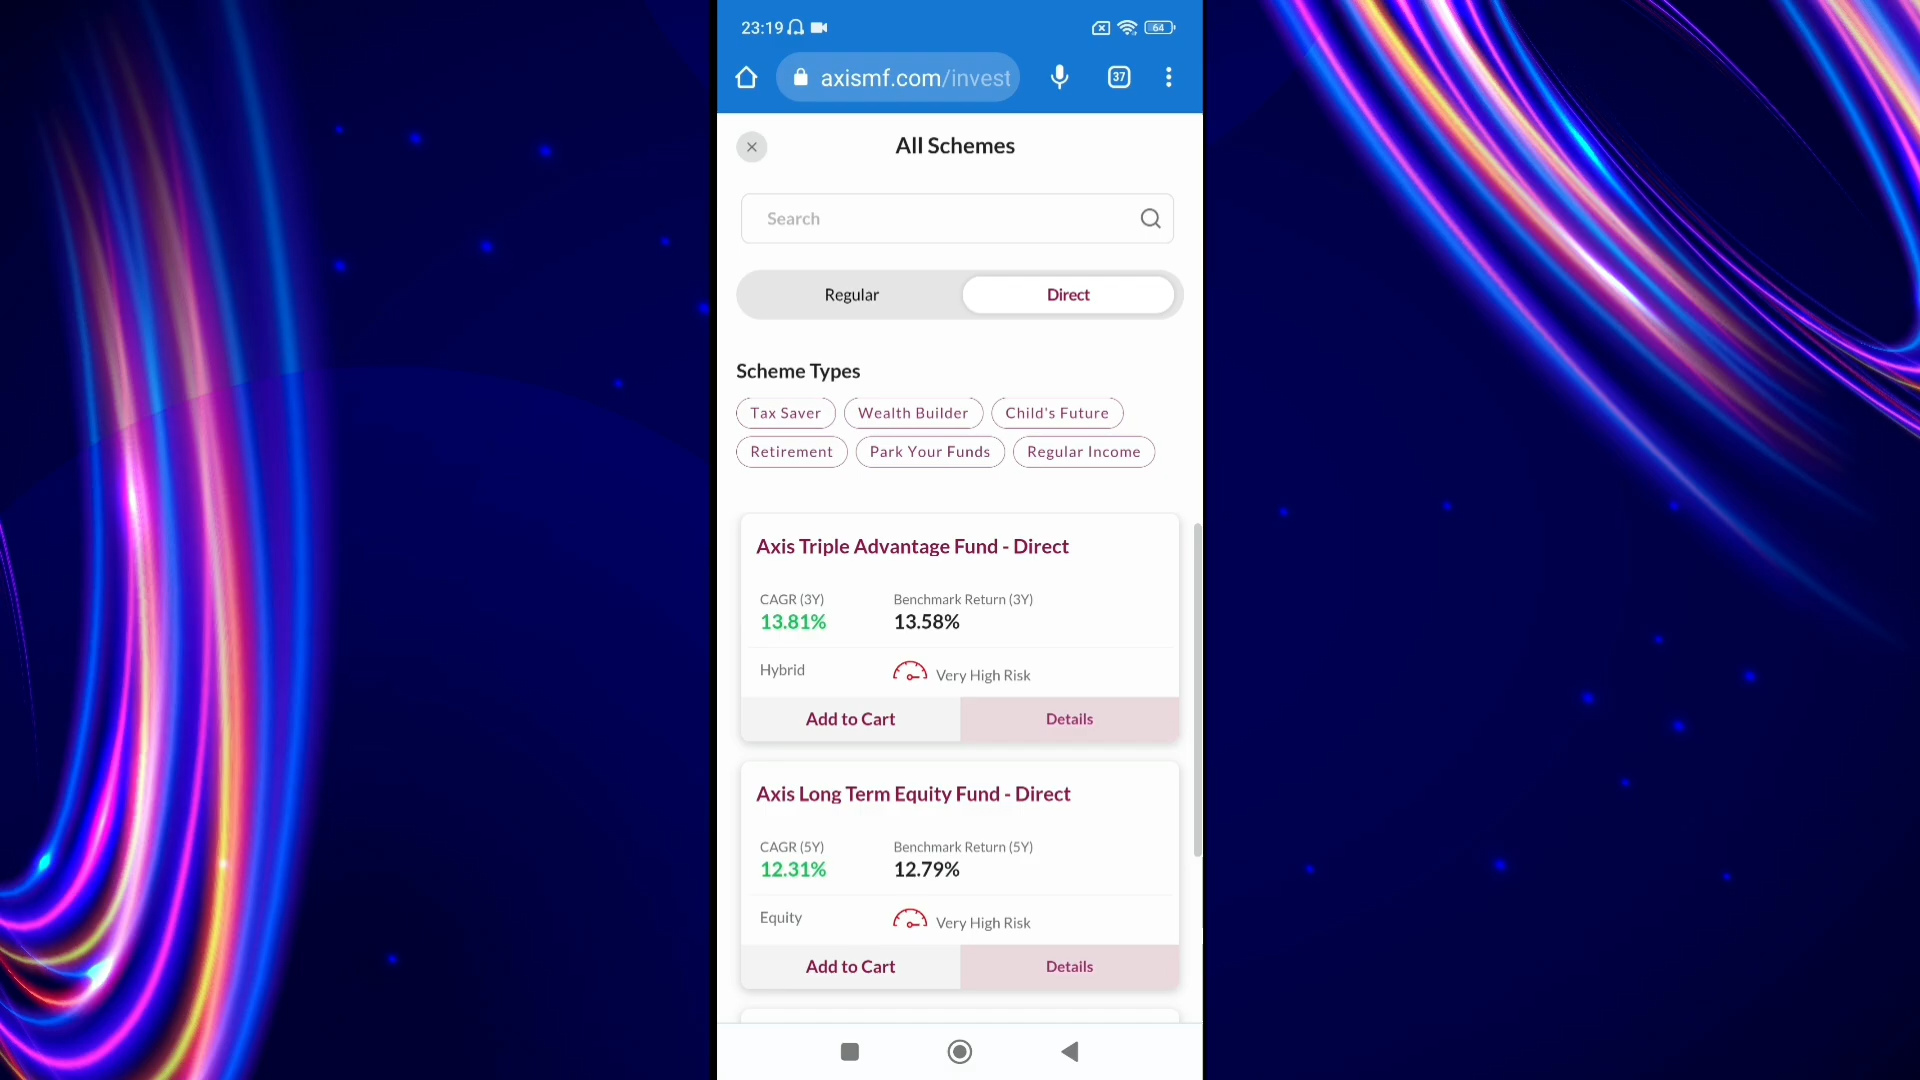 23:19
64
axismf.com/invest
37
All Schemes
Search
Regular Direct
Scheme Types
Tax Saver Wealth Builder Child's Future
Retirement Park Your Funds Regular Income
Axis Triple Advantage Fund - Direct
CAGR (3Y) Benchmark Return (3Y)
13.81% 13.58%
Hybrid Very High Risk
Add to Cart Details
Axis Long Term Equity Fund - Direct
CAGR (5Y) Benchmark Return (5Y)
12.31% 12.79%
Equity Very High Risk
Add to Cart Details